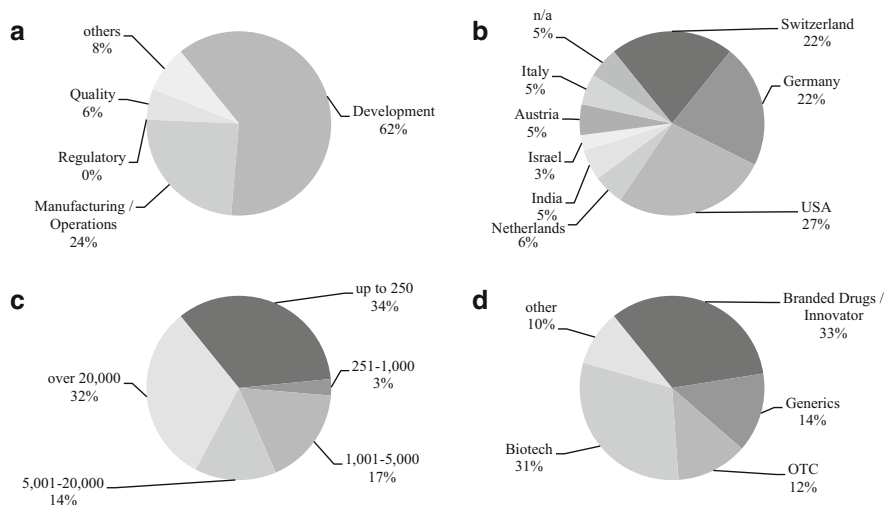 a
others
8%
Quality
6%
Regulatory
0%
Manufacturing /
Operations
24%
Development
62%
b
n/a
5%
Italy
5%
Austria
5%
Israel
3%
India
5%
Netherlands
6%
Switzerland
22%
Germany
22%
USA
27%
c
up to 250
34%
251-1,000
3%
1,001-5,000
17%
5,001-20,000
14%
over 20,000
32%
d
other
10%
Biotech
31%
Branded Drugs /
Innovator
33%
Generics
14%
OTC
12%